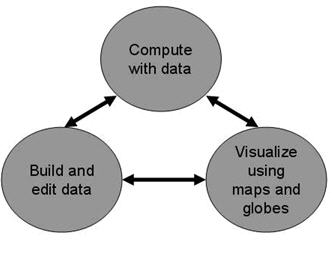 Compute
with data
Build and
edit data
Visualize
using
maps and
globes